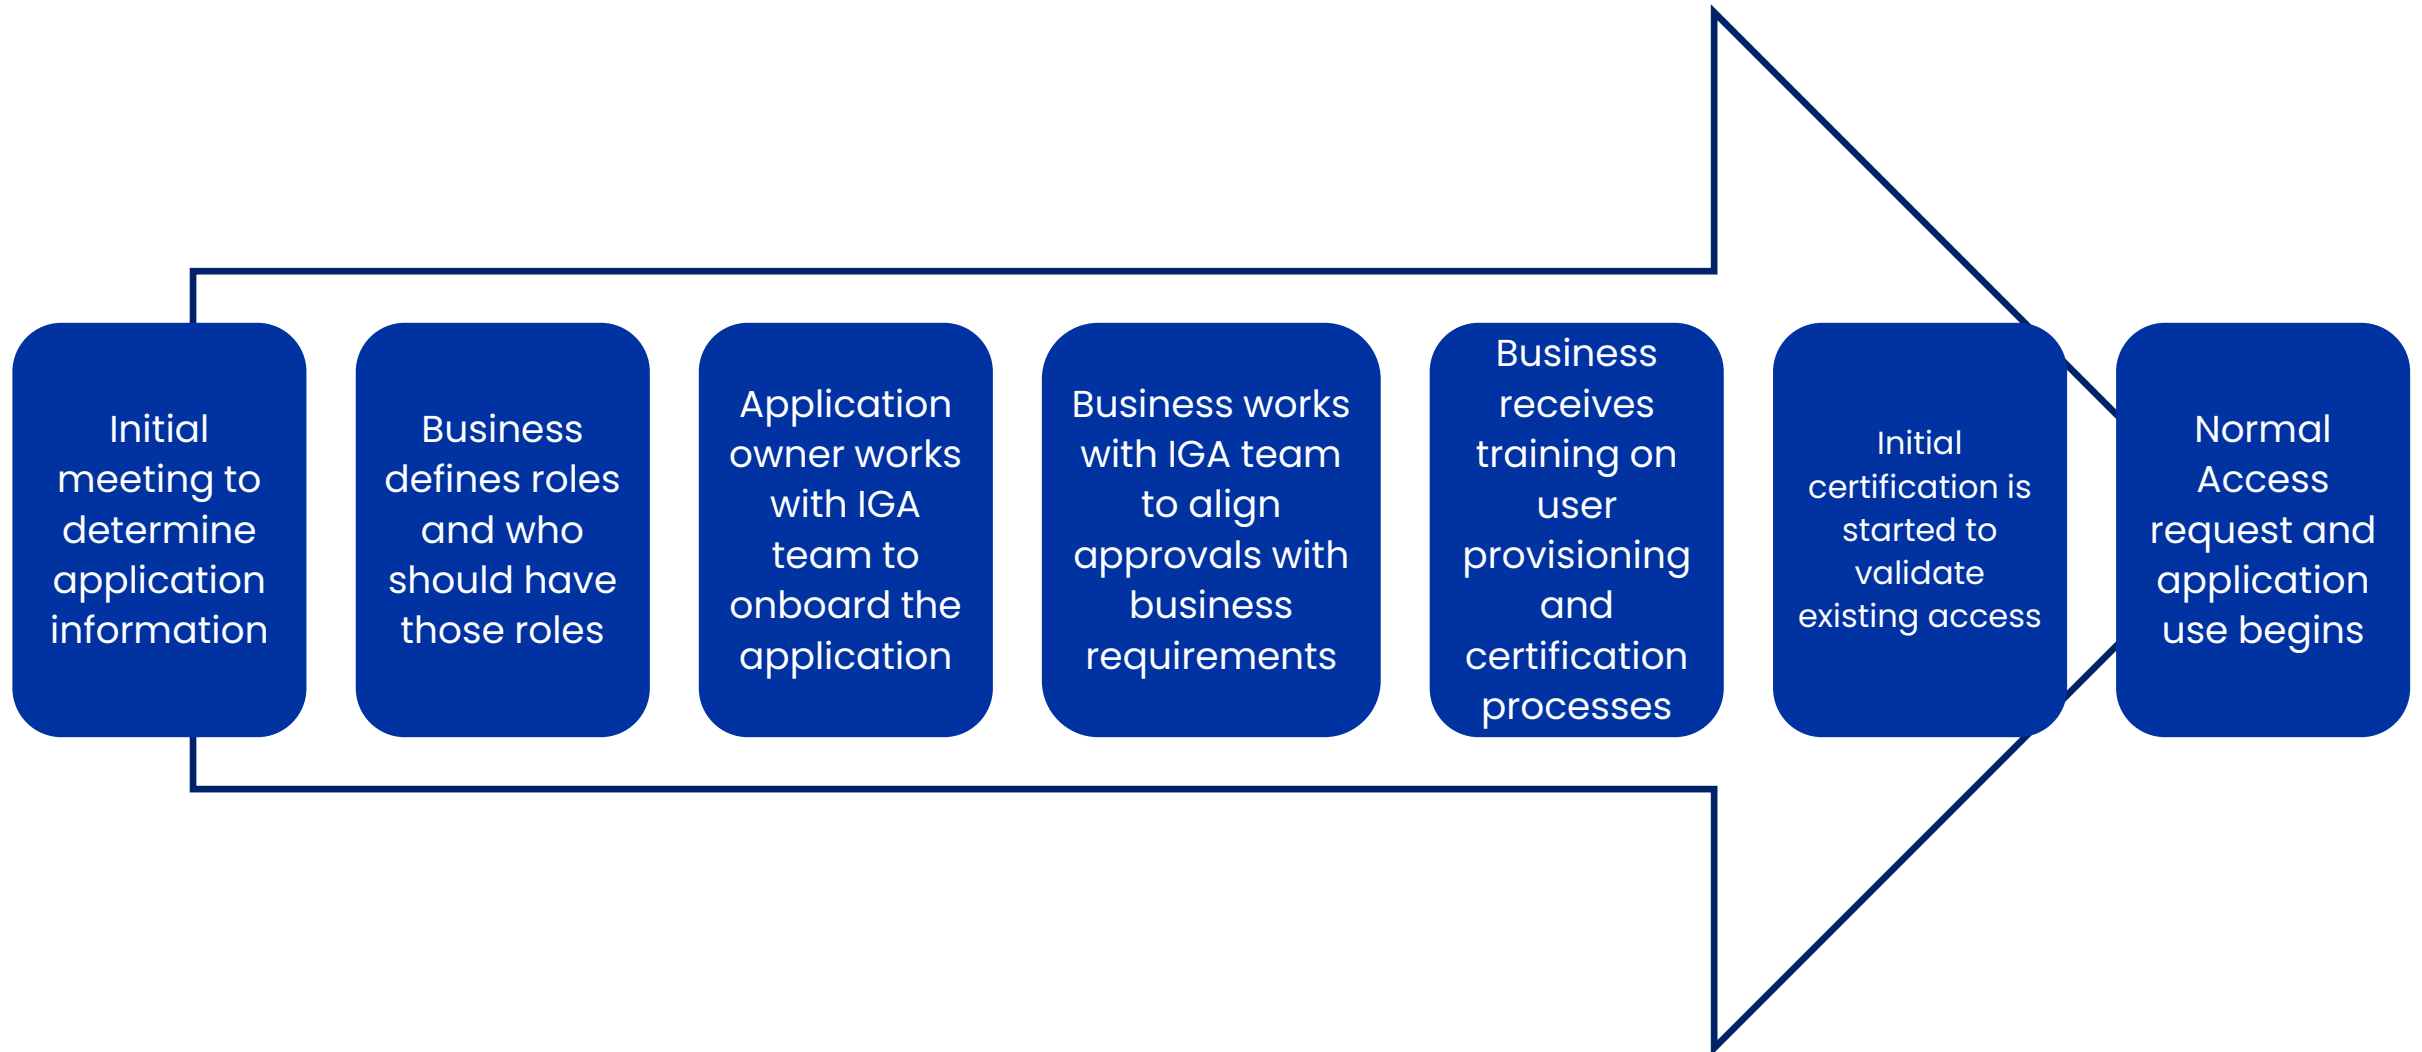 Initial
meeting to
determine
application
information
Business
defines roles
and who
should have
those roles
Application
owner works
with IGA
team to
onboard the
application
Business works
with IGA team
to align
approvals with
business
requirements
Business
receives
training on
user
provisioning
and
certification
processes
Initial
certification is
started to
validate
existing access
Normal
Access
request and
application
use begins